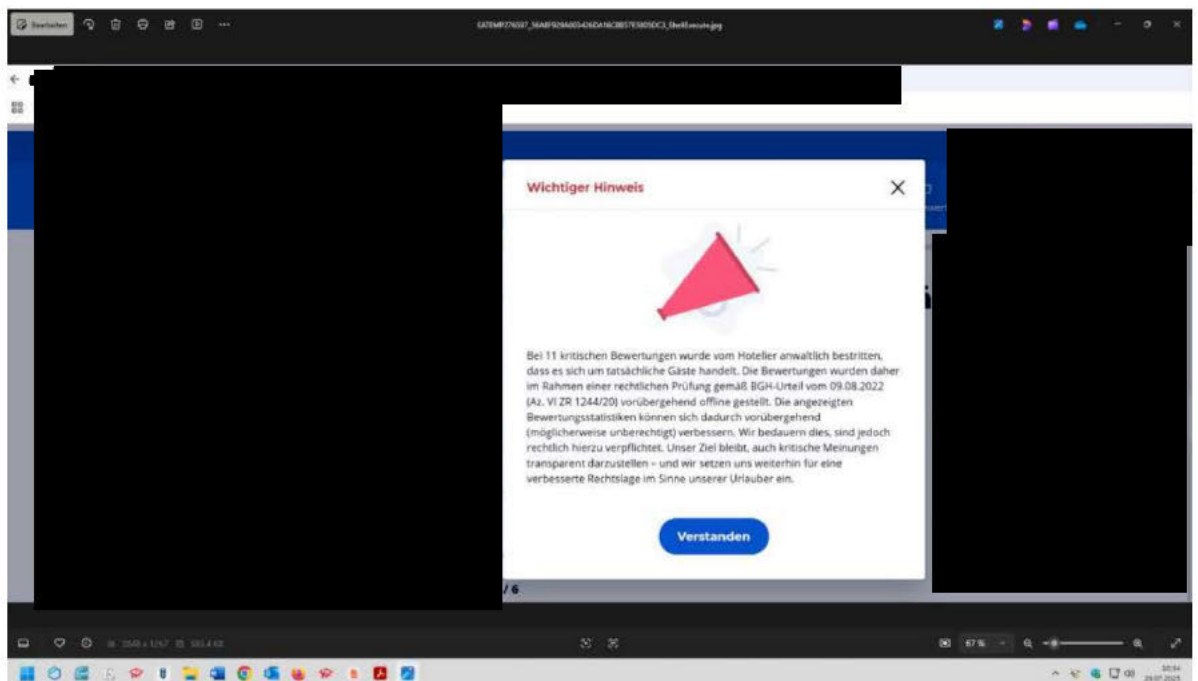 Bearbeiten
Wichtiger Hinweis
Bei 11 kritischen Bewertungen wurde vom Hotelier anwaltlich bestritten,
dass es sich um tatsächliche Gäste handelt. Die Bewertungen wurden daher
im Rahmen einer rechtlichen Prüfung gemäß BGH-Urteil vom 09.08.2022
(Az. VI ZR 1244/20) vorübergehend offline gestellt. Die angezeigten
Bewertungsstatistiken können sich dadurch vorübergehend
(möglicherweise unberechtigt) verbessern. Wir bedauern dies, sind jedoch
rechtlich hierzu verpflichtet. Unser Ziel bleibt, auch kritische Meinungen
transparent darzustellen – und wir setzen uns weiterhin für eine
verbesserte Rechtslage im Sinne unserer Urlauber ein.
Verstanden
/ 6
67 %
29.07.2025